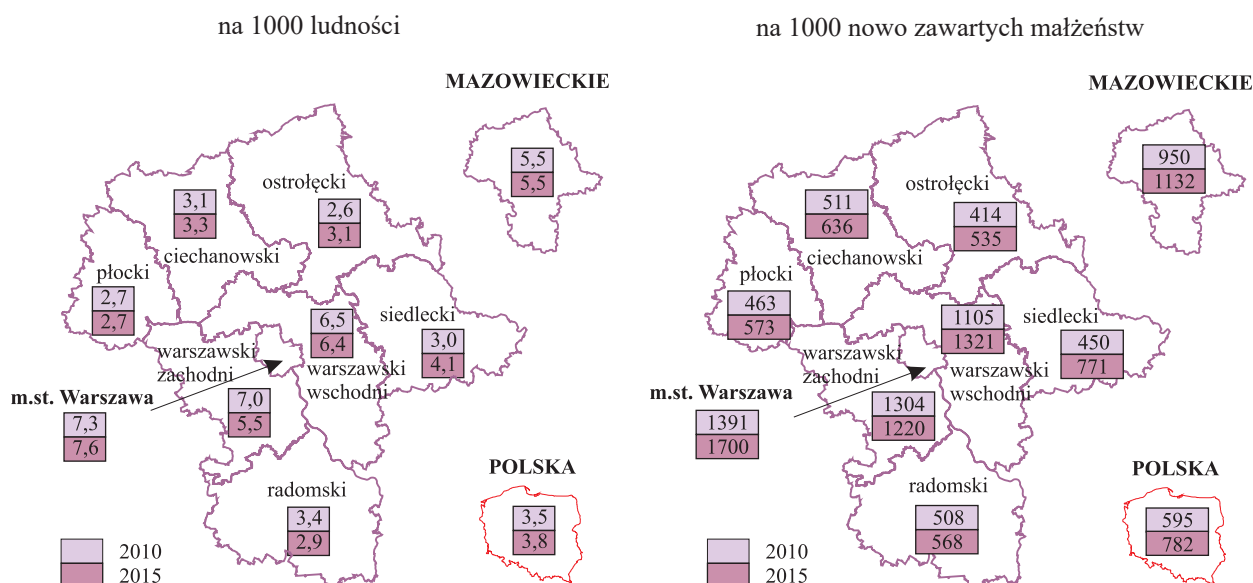 na 1000 ludności
MAZOWIECKIE
5,5
5,5
ostrołęcki
2,6
3,1
3,1
3,3
ciechanowski
płocki
2,7
2,7
6,5
6,4
siedlecki
3,0
4,1
warszawski
zachodni
warszawski
wschodni
m.st. Warszawa
7,3
7,6
7,0
5,5
radomski
3,4
2,9
POLSKA
3,5
3,8
2010
2015
na 1000 nowo zawartych małżeństw
MAZOWIECKIE
950
1132
ostrołęcki
414
535
511
636
ciechanowski
płocki
463
573
1105
1321
siedlecki
450
771
warszawski
zachodni
warszawski
wschodni
m.st. Warszawa
1391
1700
1304
1220
radomski
508
568
POLSKA
595
782
2010
2015